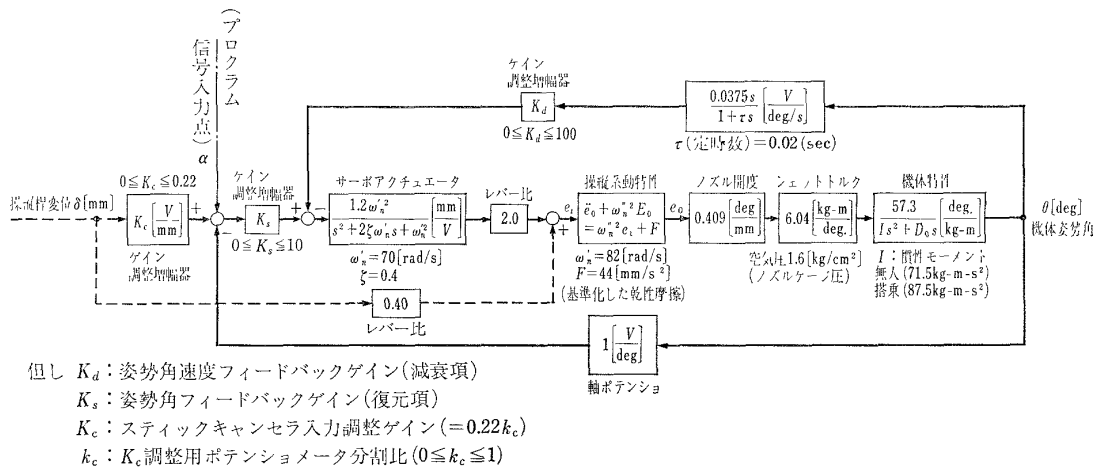 (プログラム
信号入力点)
α
ゲイン
調整増幅器
K_d
0≦K_d≦100
0.0375s
1+τs
[V
deg/s]
τ(定時数)=0.02(sec)
操縦桿変位δ[mm]
0≦K_c≦0.22
K_c [V
mm]
ゲイン
調整増幅器
+
−
ゲイン
調整増幅器
K_s
0≦K_s≦10
+
−
サーボアクチュエータ
1.2ω'_n²
s²+2ζω'_n s+ω'_n²
[mm
V]
ω'_n=70[rad/s]
ζ=0.4
レバー比
2.0
0.40
レバー比
e_i
+
操縦系動特性
ë_0+ω"_n² E_0
=ω"_n² e_i+F
ω'_n=82[rad/s]
F=44[mm/s²]
(基準化した乾性摩擦)
e_0
ノズル開度
0.409 [deg
mm]
ジェットトルク
6.04 [kg-m
deg.]
空気圧1.6[kg/cm²]
(ノズルケージ圧)
機体特性
57.3
Is²+D_0 s
[deg.
kg-m]
I：慣性モーメント
無人(71.5kg-m-s²)
搭乗(87.5kg-m-s²)
θ[deg]
機体姿勢角
1[V
deg]
軸ポテンショ
但し K_d：姿勢角速度フィードバックゲイン(減衰項)
K_s：姿勢角フィードバックゲイン(復元項)
K_c：スティックキャンセラ入力調整ゲイン(=0.22k_c)
k_c：K_c調整用ポテンショメータ分割比(0≦k_c≦1)